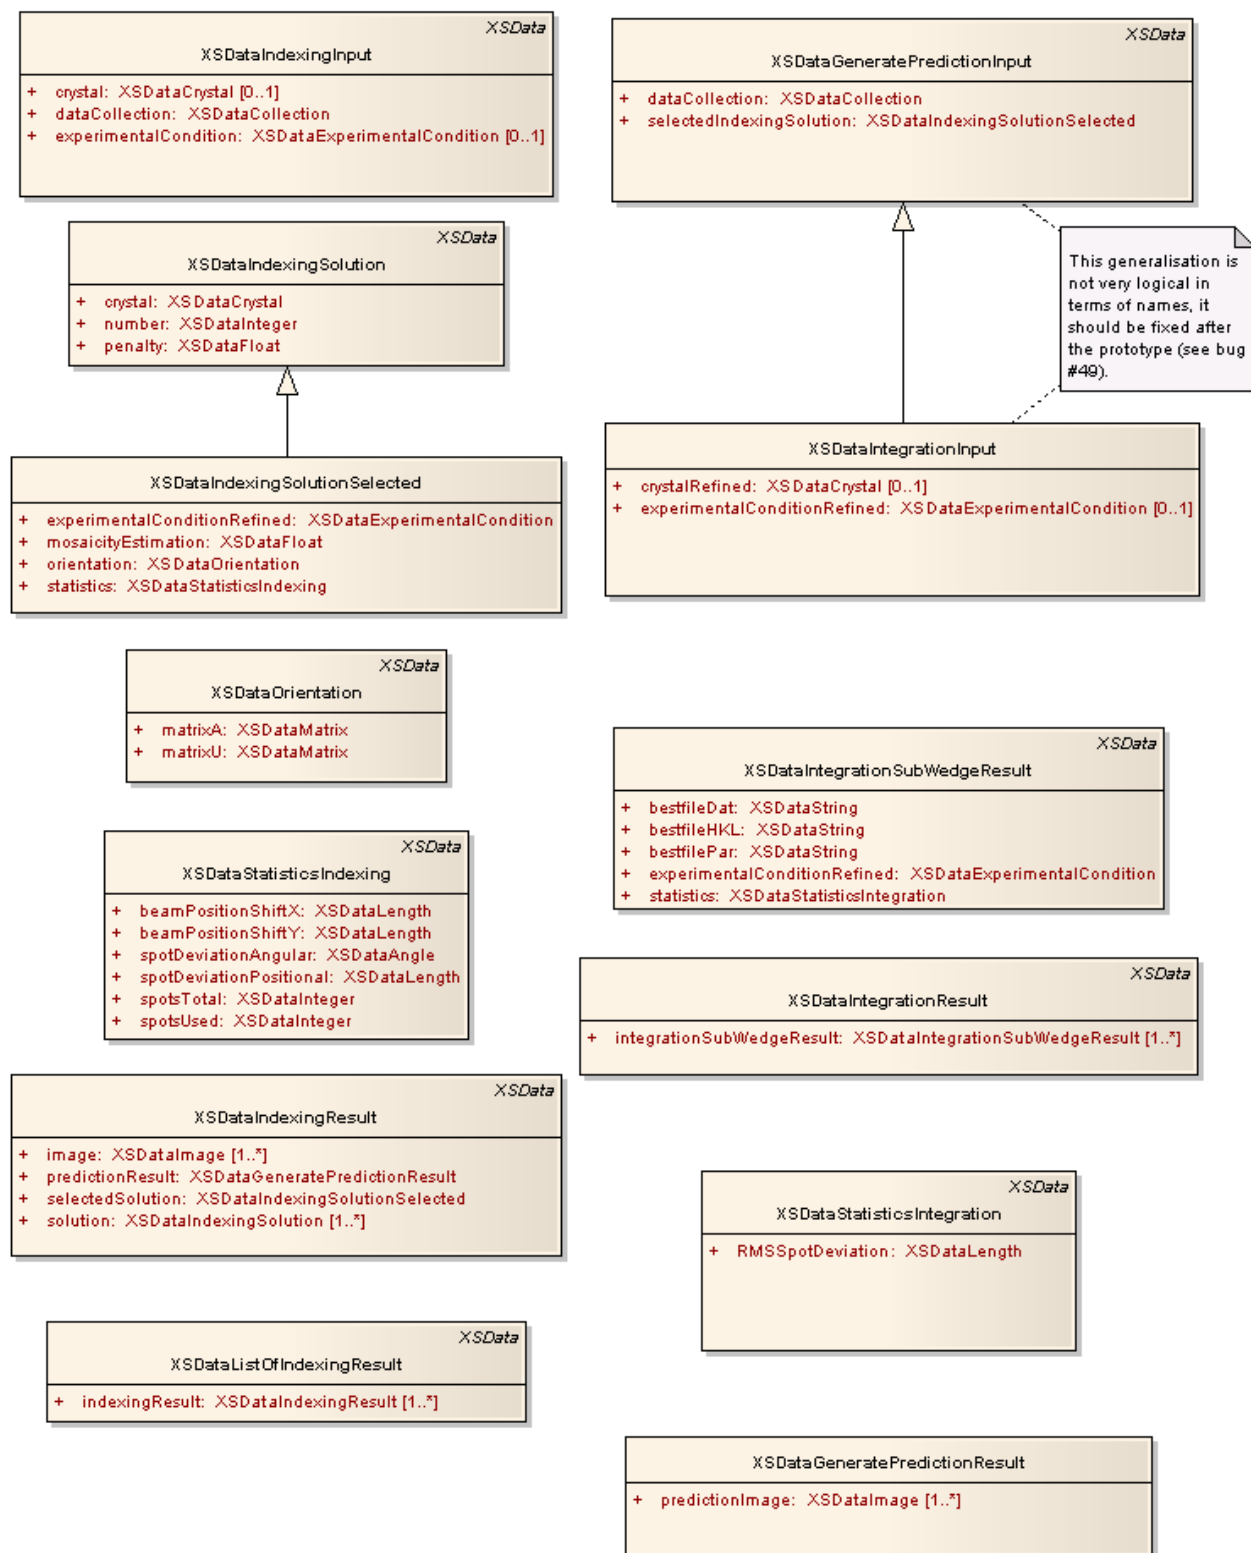 XSData
XSDataIndexingInput
+ crystal: XSDataCrystal [0..1]
+ dataCollection: XSDataCollection
+ experimentalCondition: XSDataExperimentalCondition [0..1]
XSData
XSDataIndexingSolution
+ crystal: XSDataCrystal
+ number: XSDataInteger
+ penalty: XSDataFloat
XSDataIndexingSolutionSelected
+ experimentalConditionRefined: XSDataExperimentalCondition
+ mosaicityEstimation: XSDataFloat
+ orientation: XSDataOrientation
+ statistics: XSDataStatisticsIndexing
XSData
XSDataOrientation
+ matrixA: XSDataMatrix
+ matrixU: XSDataMatrix
XSData
XSDataStatisticsIndexing
+ beamPositionShiftX: XSDataLength
+ beamPositionShiftY: XSDataLength
+ spotDeviationAngular: XSDataAngle
+ spotDeviationPositional: XSDataLength
+ spotsTotal: XSDataInteger
+ spotsUsed: XSDataInteger
XSData
XSDataIndexingResult
+ image: XSDataImage [1..*]
+ predictionResult: XSDataGeneratePredictionResult
+ selectedSolution: XSDataIndexingSolutionSelected
+ solution: XSDataIndexingSolution [1..*]
XSData
XSDataListOfIndexingResult
+ indexingResult: XSDataIndexingResult [1..*]
XSData
XSDataGeneratePredictionInput
+ dataCollection: XSDataCollection
+ selectedIndexingSolution: XSDataIndexingSolutionSelected
This generalisation is
not very logical in
terms of names, it
should be fixed after
the prototype (see bug
#49).
XSDataIntegrationInput
+ crystalRefined: XSDataCrystal [0..1]
+ experimentalConditionRefined: XSDataExperimentalCondition [0..1]
XSData
XSDataIntegrationSubWedgeResult
+ bestfileDat: XSDataString
+ bestfileHKL: XSDataString
+ bestfilePar: XSDataString
+ experimentalConditionRefined: XSDataExperimentalCondition
+ statistics: XSDataStatisticsIntegration
XSData
XSDataIntegrationResult
+ integrationSubWedgeResult: XSDataIntegrationSubWedgeResult [1..*]
XSData
XSDataStatisticsIntegration
+ RMSSpotDeviation: XSDataLength
XSDataGeneratePredictionResult
+ predictionImage: XSDataImage [1..*]